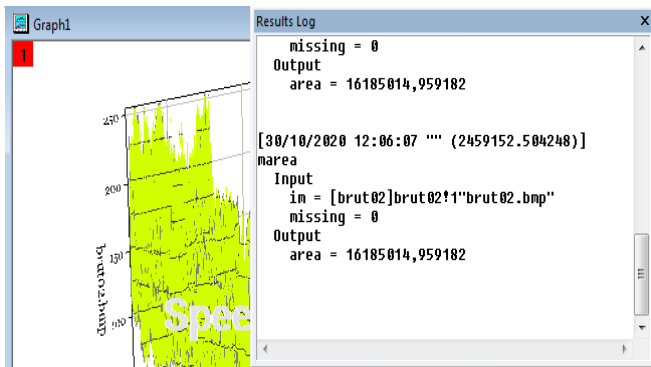 Graph1
1
250
200
150
brut02.bmp
Spec
Results Log
x
missing = 0
Output
area = 16185014,959182
[30/10/2020 12:06:07 "" (2459152.504248)]
marea
Input
im = [brut02]brut02!1"brut02.bmp"
missing = 0
Output
area = 16185014,959182